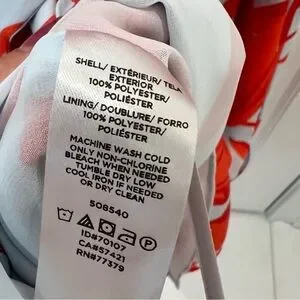 SHELL/ EXTÉRIEUR/ TELA
EXTERIOR
100% POLYESTER/
POLIÉSTER
LINING/ DOUBLURE/ FORRO
100% POLYESTER/
POLIÉSTER
MACHINE WASH COLD
ONLY NON-CHLORINE
BLEACH WHEN NEEDED
TUMBLE DRY LOW
COOL IRON IF NEEDED
OR DRY CLEAN
508540
ID#70107
CA#57421
RN#77379